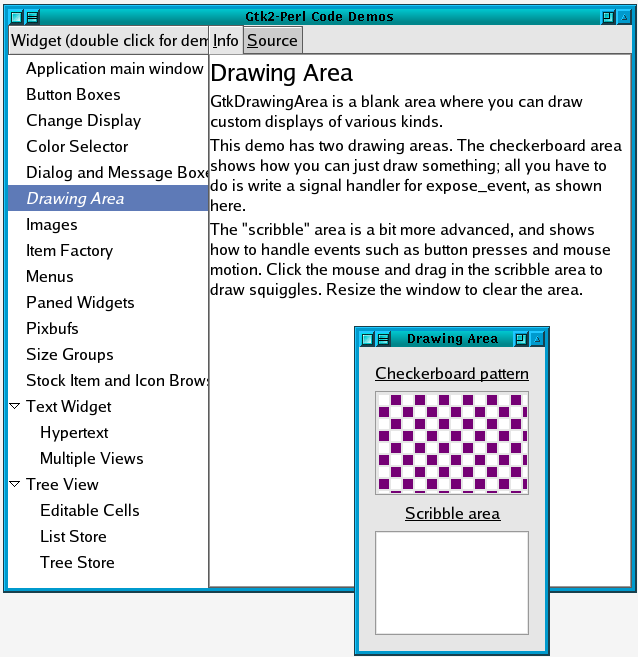 Gtk2-Perl Code Demos
Widget (double click for dem
Info
Source
Application main window
Button Boxes
Change Display
Color Selector
Dialog and Message Boxe
Drawing Area
Images
Item Factory
Menus
Paned Widgets
Pixbufs
Size Groups
Stock Item and Icon Brows
Text Widget
Hypertext
Multiple Views
Tree View
Editable Cells
List Store
Tree Store
Drawing Area
GtkDrawingArea is a blank area where you can draw
custom displays of various kinds.
This demo has two drawing areas. The checkerboard area
shows how you can just draw something; all you have to
do is write a signal handler for expose_event, as shown
here.
The "scribble" area is a bit more advanced, and shows
how to handle events such as button presses and mouse
motion. Click the mouse and drag in the scribble area to
draw squiggles. Resize the window to clear the area.
Drawing Area
Checkerboard pattern
Scribble area